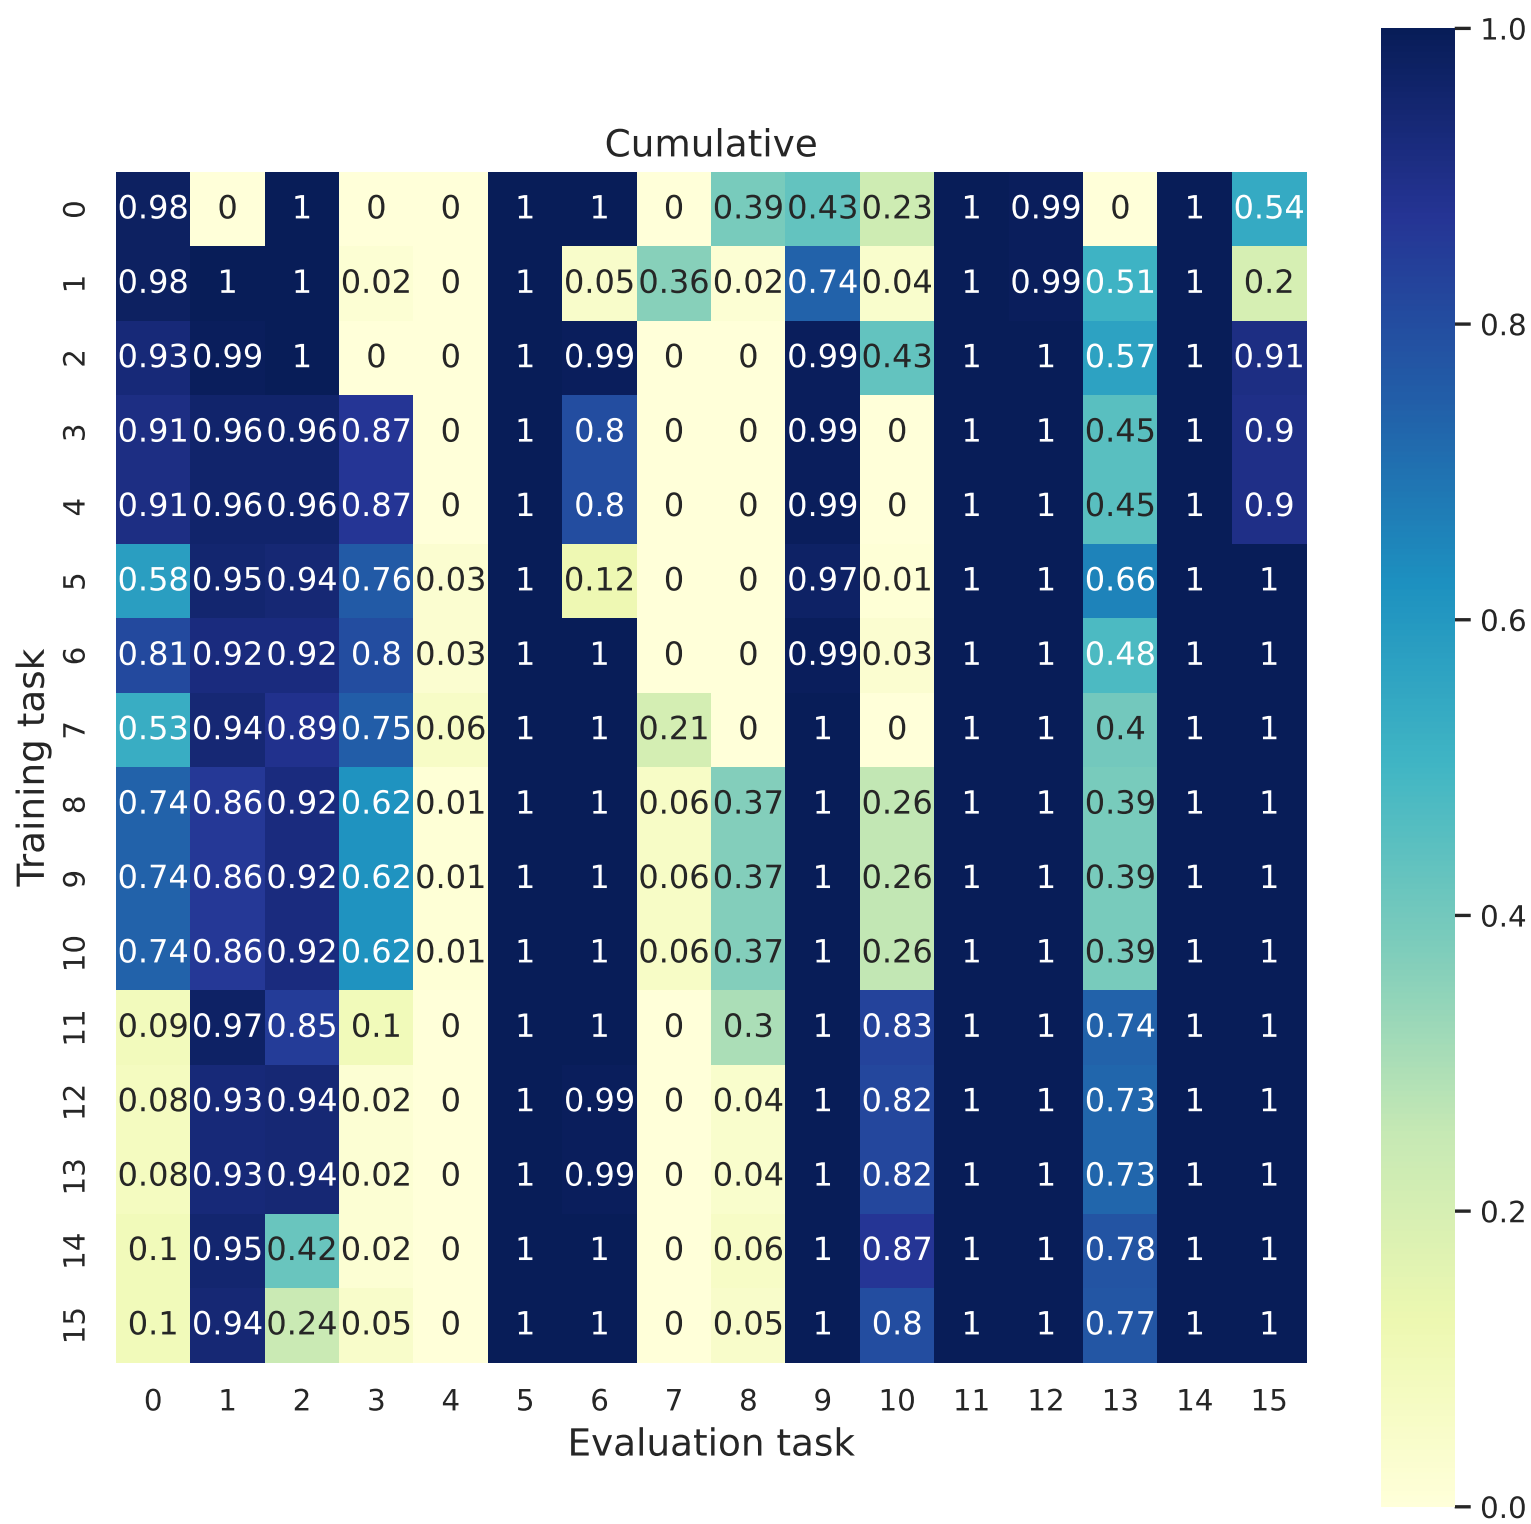 Cumulative
0 0.98 0 1 0 0 1 1 0 0.39 0.43 0.23 1 0.99 0 1 0.54
1 0.98 1 1 0.02 0 1 0.05 0.36 0.02 0.74 0.04 1 0.99 0.51 1 0.2
2 0.93 0.99 1 0 0 1 0.99 0 0 0.99 0.43 1 1 0.57 1 0.91
3 0.91 0.96 0.96 0.87 0 1 0.8 0 0 0.99 0 1 1 0.45 1 0.9
4 0.91 0.96 0.96 0.87 0 1 0.8 0 0 0.99 0 1 1 0.45 1 0.9
5 0.58 0.95 0.94 0.76 0.03 1 0.12 0 0 0.97 0.01 1 1 0.66 1 1
6 0.81 0.92 0.92 0.8 0.03 1 1 0 0 0.99 0.03 1 1 0.48 1 1
7 0.53 0.94 0.89 0.75 0.06 1 1 0.21 0 1 0 1 1 0.4 1 1
8 0.74 0.86 0.92 0.62 0.01 1 1 0.06 0.37 1 0.26 1 1 0.39 1 1
9 0.74 0.86 0.92 0.62 0.01 1 1 0.06 0.37 1 0.26 1 1 0.39 1 1
10 0.74 0.86 0.92 0.62 0.01 1 1 0.06 0.37 1 0.26 1 1 0.39 1 1
11 0.09 0.97 0.85 0.1 0 1 1 0 0.3 1 0.83 1 1 0.74 1 1
12 0.08 0.93 0.94 0.02 0 1 0.99 0 0.04 1 0.82 1 1 0.73 1 1
13 0.08 0.93 0.94 0.02 0 1 0.99 0 0.04 1 0.82 1 1 0.73 1 1
14 0.1 0.95 0.42 0.02 0 1 1 0 0.06 1 0.87 1 1 0.78 1 1
15 0.1 0.94 0.24 0.05 0 1 1 0 0.05 1 0.8 1 1 0.77 1 1
0 1 2 3 4 5 6 7 8 9 10 11 12 13 14 15
Evaluation task
Training task
1.0
0.8
0.6
0.4
0.2
0.0